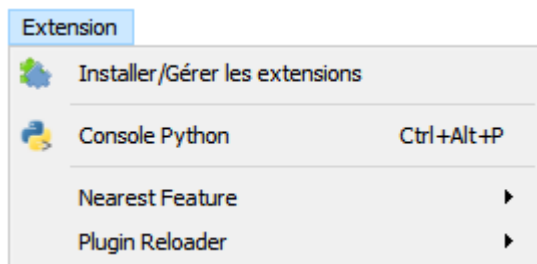 Extension
Installer/Gérer les extensions
Console Python Ctrl+Alt+P
Nearest Feature
Plugin Reloader